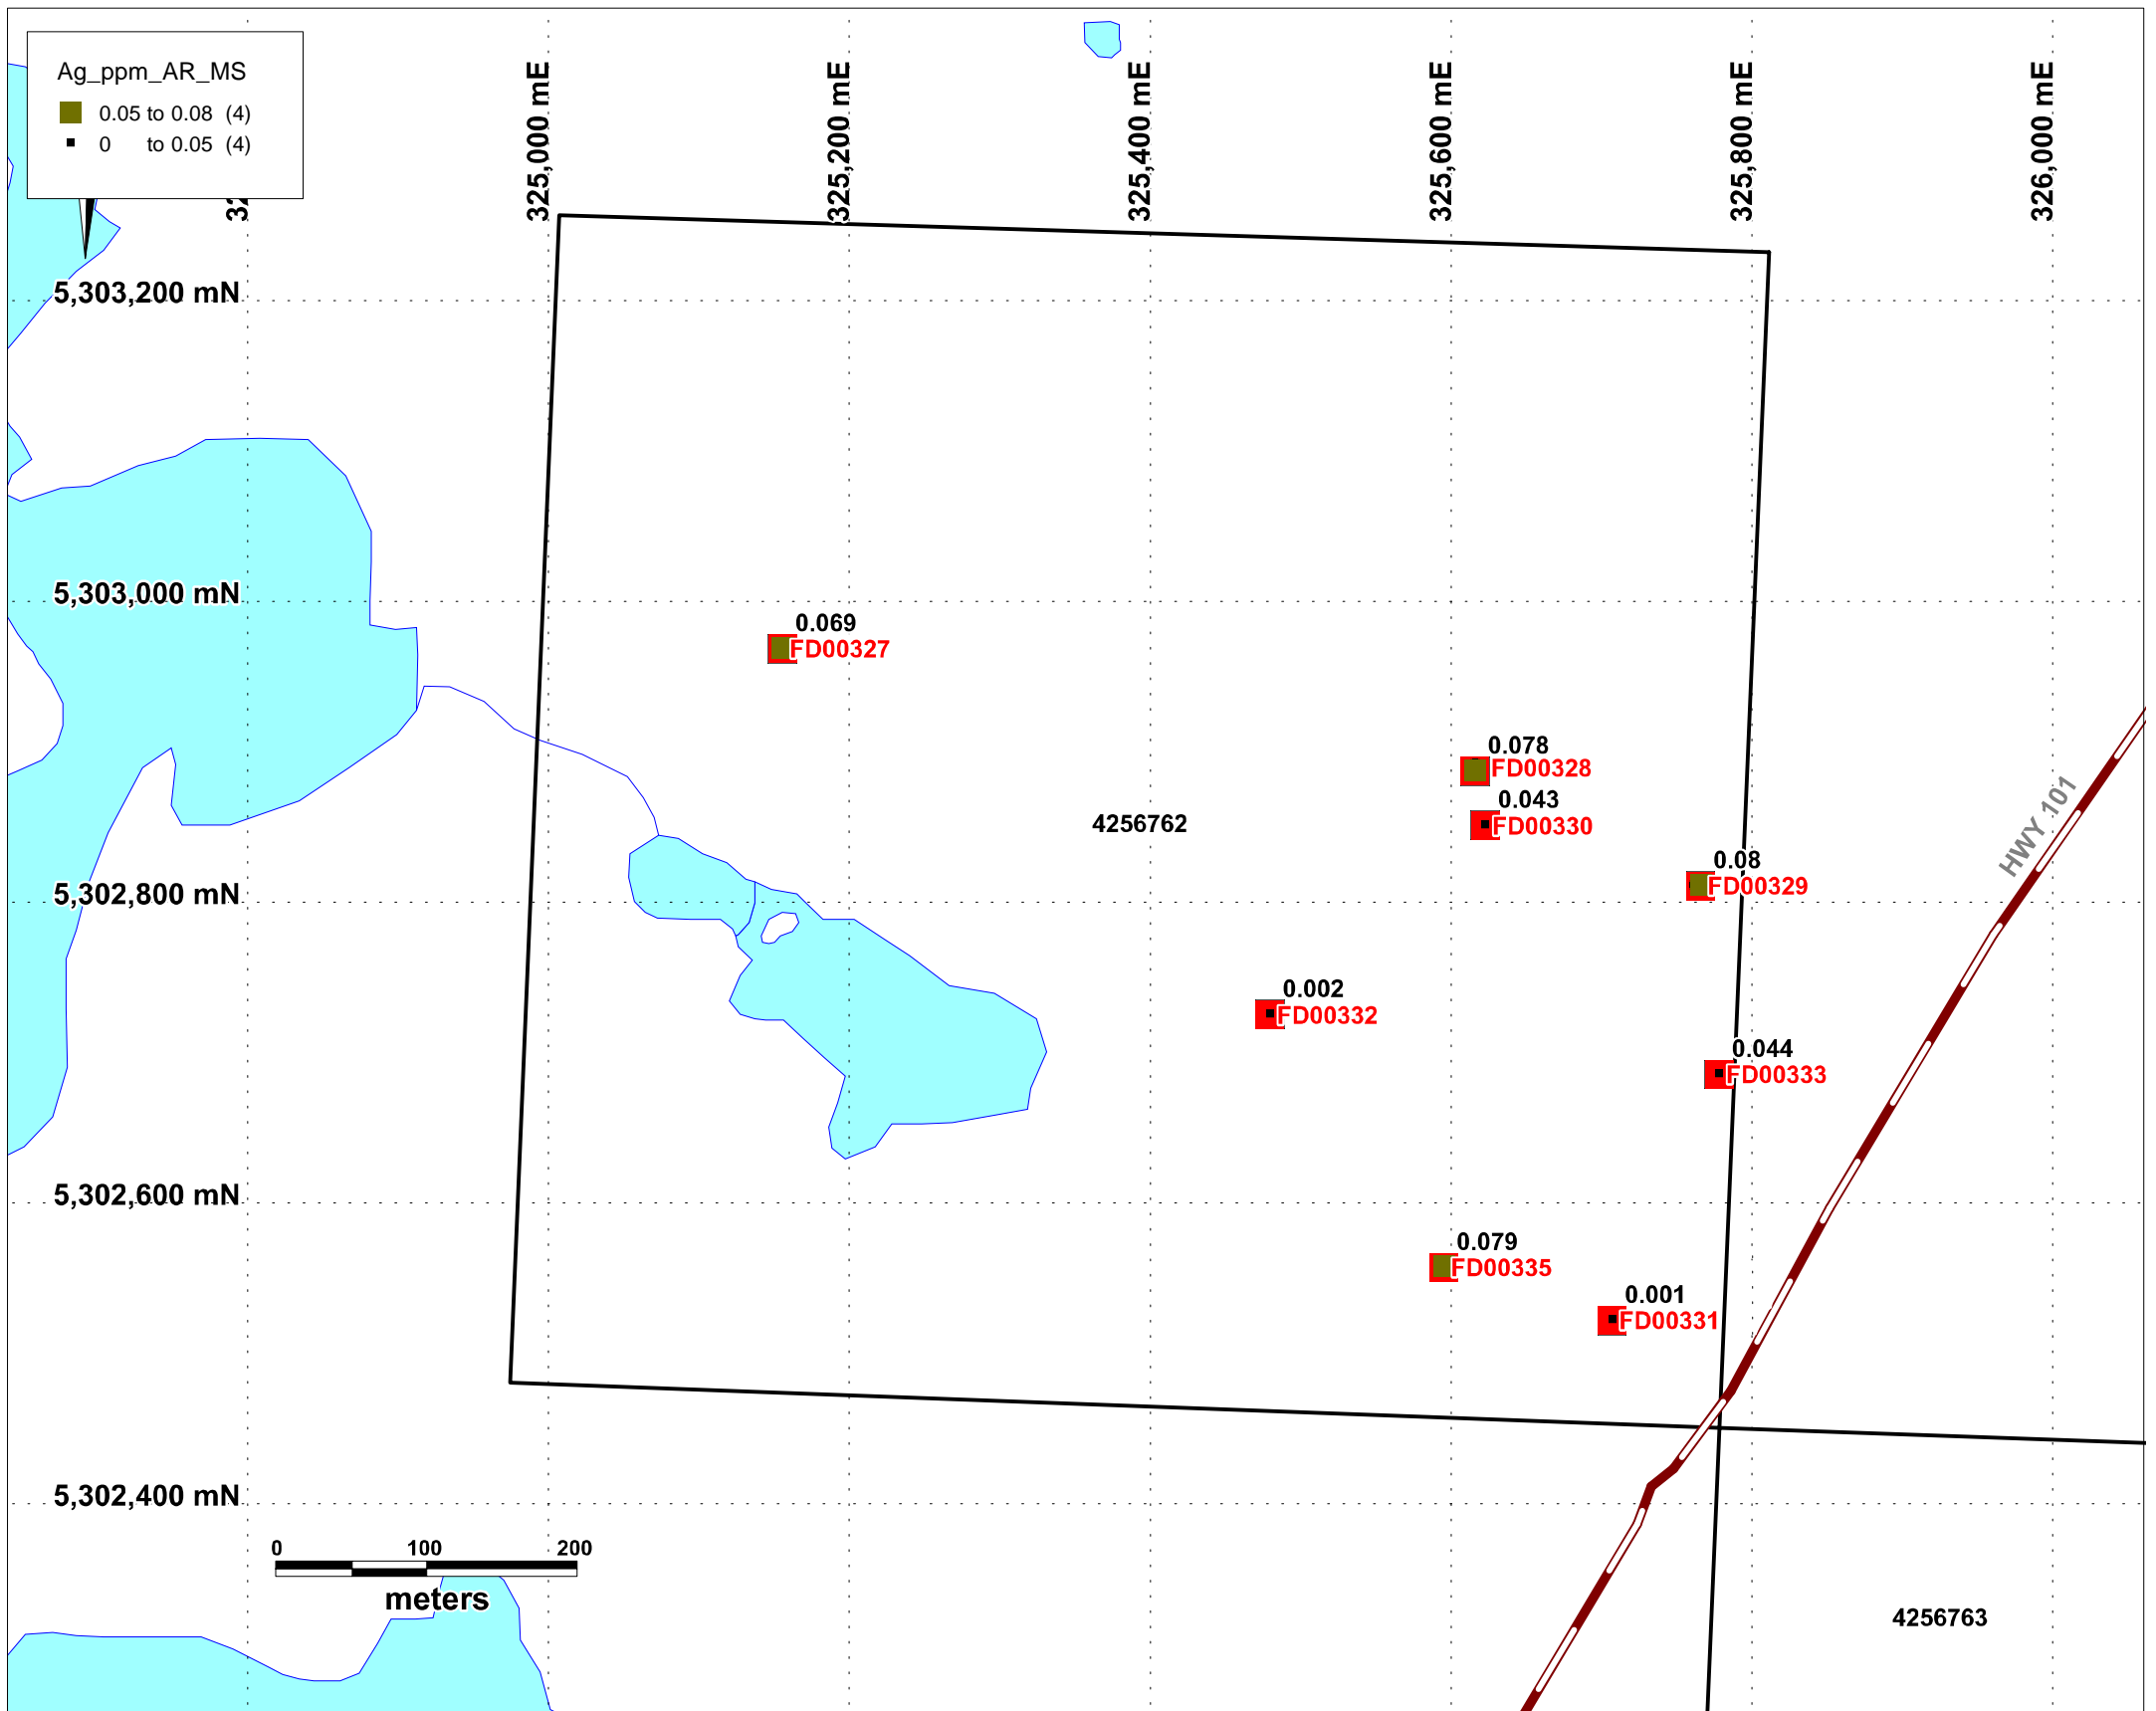 Ag_ppm_AR_MS
0.05 to 0.08 (4)
0 to 0.05 (4)
325,000 mE
325,200 mE
325,400 mE
325,600 mE
325,800 mE
326,000 mE
5,303,200 mN
5,303,000 mN
0.069
FD00327
0.078
FD00328
0.043
FD00330
4256762
HWY 101
0.08
FD00329
5,302,800 mN
0.002
FD00332
0.044
FD00333
5,302,600 mN
0.079
FD00335
0.001
FD00331
5,302,400 mN
0 100 200
meters
4256763